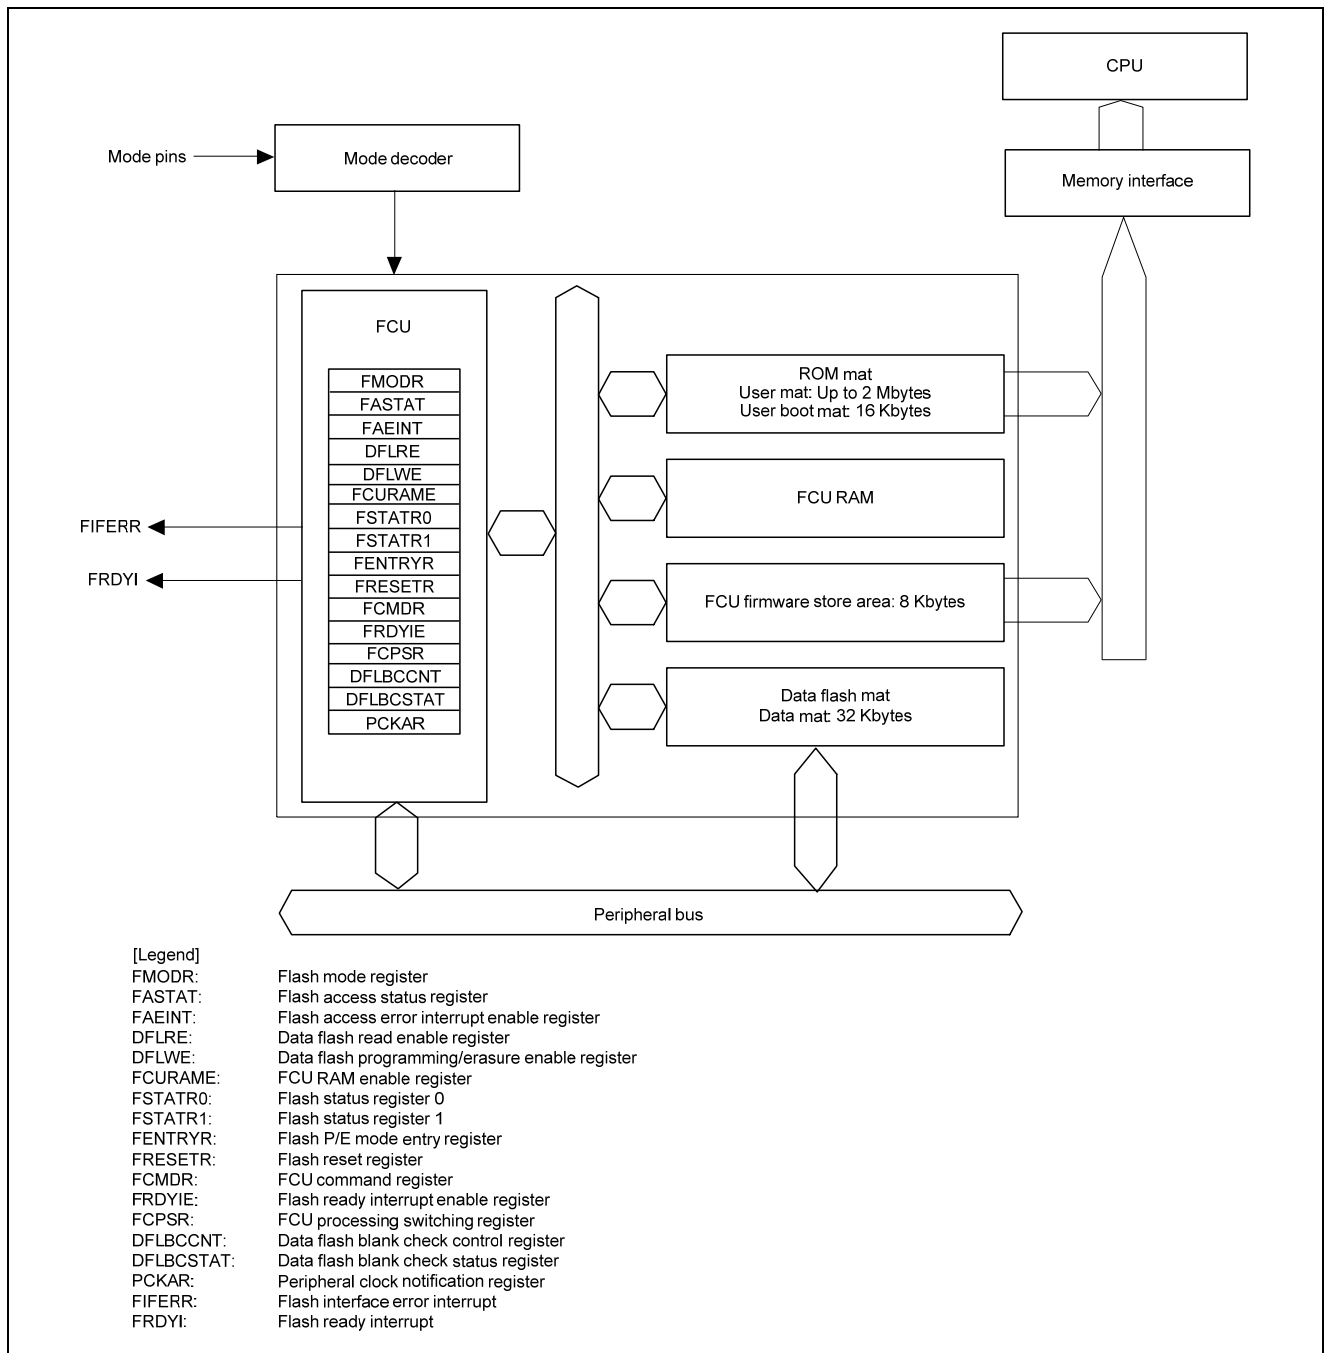 CPU
Mode pins
Mode decoder
Memory interface
FCU
FMODR
FASTAT
FAEINT
DFLRE
DFLWE
FCURAME
FSTATR0
FSTATR1
FENTRYR
FRESETR
FCMDR
FRDYIE
FCPSR
DFLBCCNT
DFLBCSTAT
PCKAR
FIFERR
FRDYI
ROM mat
User mat: Up to 2 Mbytes
User boot mat: 16 Kbytes
FCU RAM
FCU firmware store area: 8 Kbytes
Data flash mat
Data mat: 32 Kbytes
Peripheral bus
[Legend]
FMODR: Flash mode register
FASTAT: Flash access status register
FAEINT: Flash access error interrupt enable register
DFLRE: Data flash read enable register
DFLWE: Data flash programming/erasure enable register
FCURAME: FCU RAM enable register
FSTATR0: Flash status register 0
FSTATR1: Flash status register 1
FENTRYR: Flash P/E mode entry register
FRESETR: Flash reset register
FCMDR: FCU command register
FRDYIE: Flash ready interrupt enable register
FCPSR: FCU processing switching register
DFLBCCNT: Data flash blank check control register
DFLBCSTAT: Data flash blank check status register
PCKAR: Peripheral clock notification register
FIFERR: Flash interface error interrupt
FRDYI: Flash ready interrupt